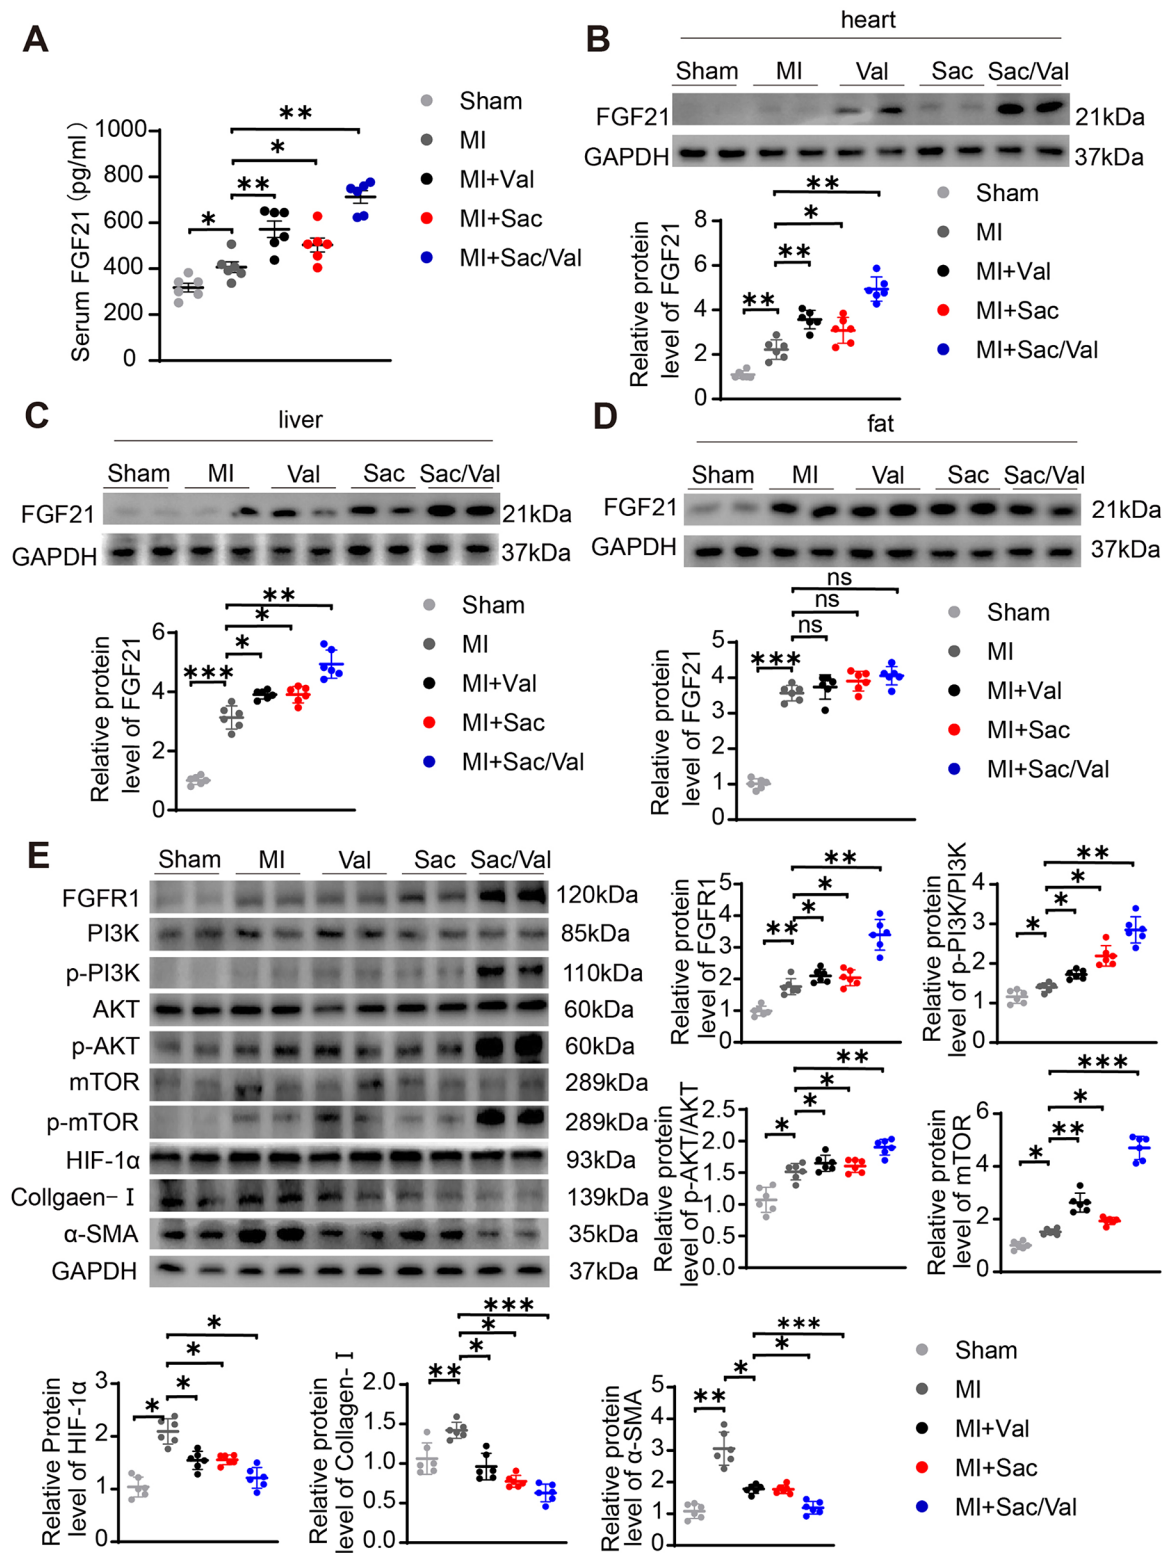 A
Serum FGF21 (pg/ml)
1000
800
600
400
200
0
*
**
*
**
Sham
MI
MI+Val
MI+Sac
MI+Sac/Val
B
heart
Sham MI Val Sac Sac/Val
FGF21 21kDa
GAPDH 37kDa
Relative protein
level of FGF21
8
6
4
2
0
**
**
*
**
Sham
MI
MI+Val
MI+Sac
MI+Sac/Val
C
liver
Sham MI Val Sac Sac/Val
FGF21 21kDa
GAPDH 37kDa
Relative protein
level of FGF21
6
4
2
0
***
*
*
**
Sham
MI
MI+Val
MI+Sac
MI+Sac/Val
D
fat
Sham MI Val Sac Sac/Val
FGF21 21kDa
GAPDH 37kDa
Relative protein
level of FGF21
5
4
3
2
1
0
***
ns
ns
ns
Sham
MI
MI+Val
MI+Sac
MI+Sac/Val
E
Sham MI Val Sac Sac/Val
FGFR1 120kDa
PI3K 85kDa
p-PI3K 110kDa
AKT 60kDa
p-AKT 60kDa
mTOR 289kDa
p-mTOR 289kDa
HIF-1α 93kDa
Collgaen-Ⅰ 139kDa
α-SMA 35kDa
GAPDH 37kDa
Relative protein
level of FGFR1
5
4
3
2
1
0
**
*
*
**
Relative protein
level of p-PI3K/PI3K
4
3
2
1
0
*
*
*
**
Relative protein
level of p-AKT/AKT
2.5
2.0
1.5
1.0
0.5
0.0
*
*
*
**
Relative protein
level of mTOR
6
4
2
0
*
**
*
***
Relative Protein
level of HIF-1α
3
2
1
0
*
*
*
*
Relative protein
level of Collagen-Ⅰ
2.0
1.5
1.0
0.5
0.0
**
*
*
***
Relative protein
level of α-SMA
5
4
3
2
1
0
**
*
*
***
Sham
MI
MI+Val
MI+Sac
MI+Sac/Val